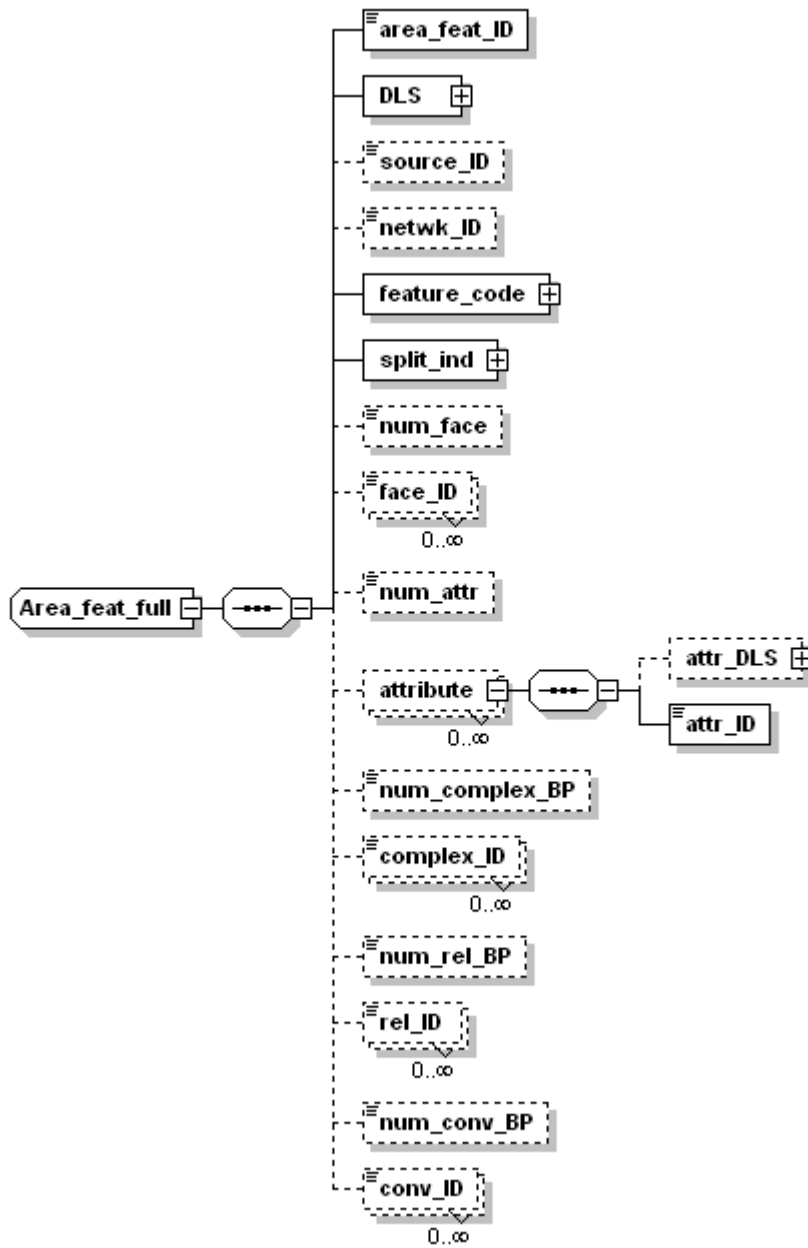 area_feat_ID
DLS
source_ID
netwk_ID
feature_code
split_ind
num_face
face_ID
0..∞
Area_feat_full
num_attr
attribute
0..∞
attr_DLS
attr_ID
num_complex_BP
complex_ID
0..∞
num_rel_BP
rel_ID
0..∞
num_conv_BP
conv_ID
0..∞